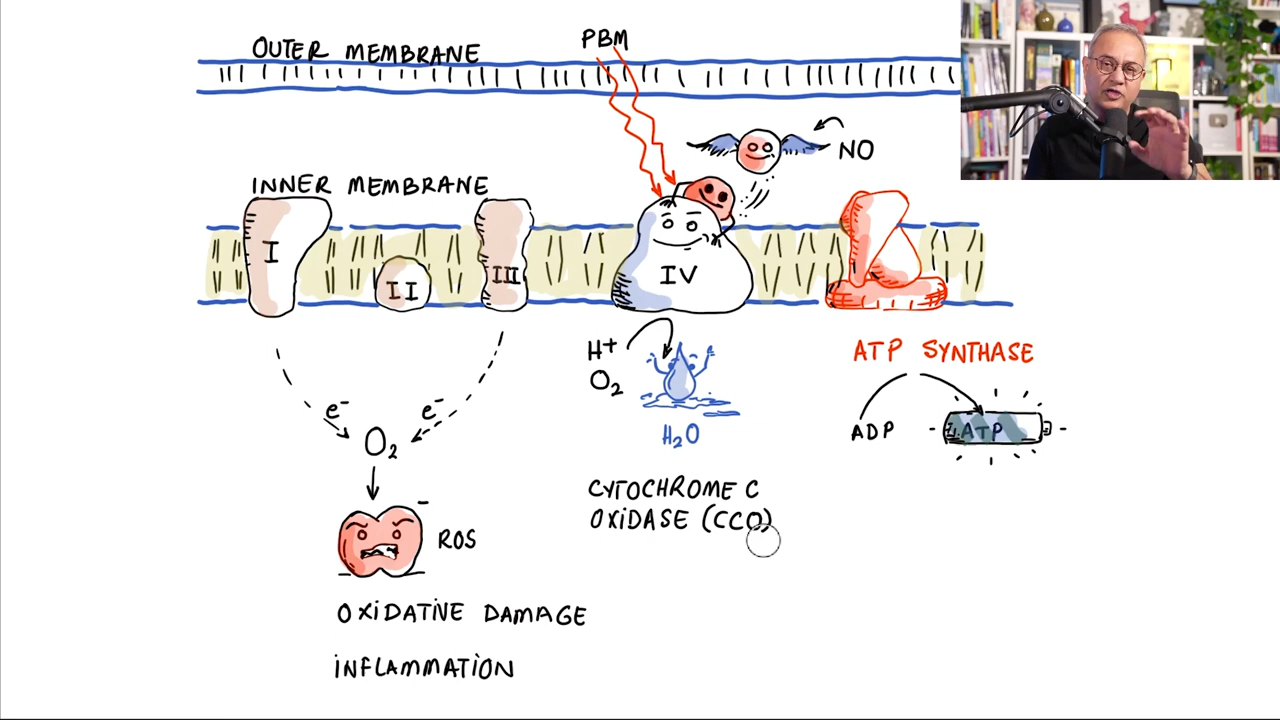 OUTER MEMBRANE
PBM
NO
INNER MEMBRANE
I
II
III
IV
H+
O2
H2O
ATP SYNTHASE
ADP
ATP
e-
e-
O2
-
ROS
CYTOCHROME C
OXIDASE (CCO)
OXIDATIVE DAMAGE
INFLAMMATION